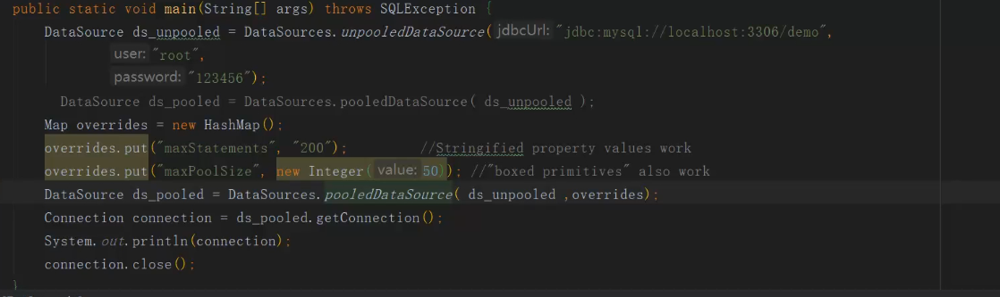 public static void main(String[] args) throws SQLException {
DataSource ds_unpooled = DataSources.unpooledDataSource( jdbcUrl: "jdbc:mysql://localhost:3306/demo",
user: "root",
password: "123456");
DataSource ds_pooled = DataSources.pooledDataSource( ds_unpooled );
Map overrides = new HashMap();
overrides.put("maxStatements", "200"); //Stringified property values work
overrides.put("maxPoolSize", new Integer( value: 50)); //"boxed primitives" also work
DataSource ds_pooled = DataSources.pooledDataSource( ds_unpooled ,overrides);
Connection connection = ds_pooled.getConnection();
System.out.println(connection);
connection.close();
}